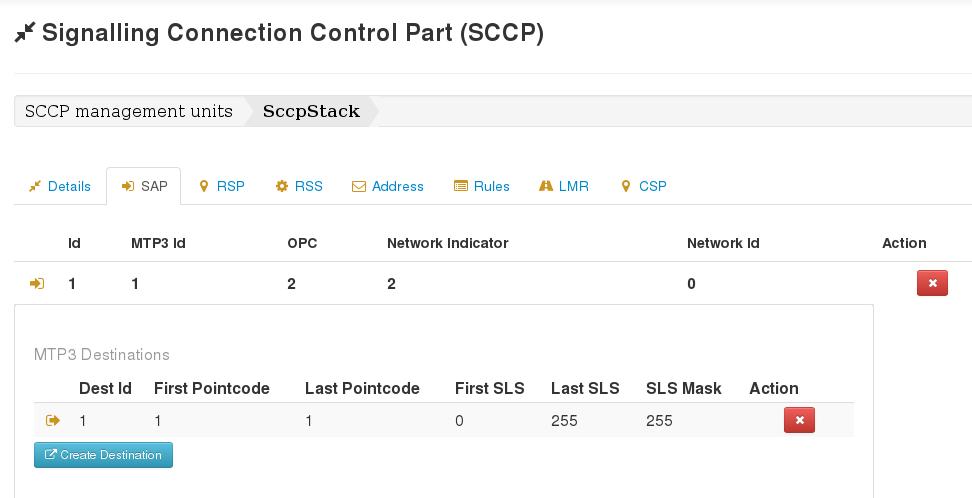 Signalling Connection Control Part (SCCP)
SCCP management units SccpStack
Details SAP RSP RSS Address Rules LMR CSP
Id MTP3 Id OPC Network Indicator Network Id Action
1 1 2 2 0
MTP3 Destinations
Dest Id First Pointcode Last Pointcode First SLS Last SLS SLS Mask Action
1 1 1 0 255 255
Create Destination